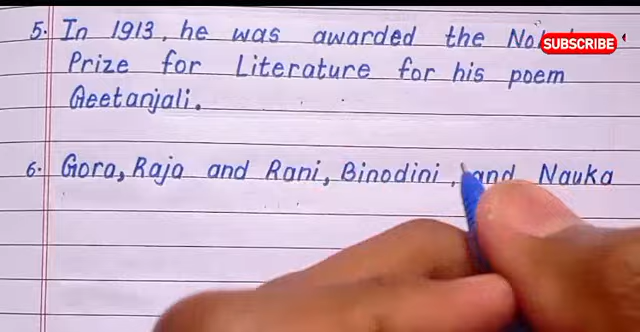 5. In 1913, he was awarded the
SUBSCRIBE
Prize for Literature for his poem
Geetanjali.
6. Gora, Raja and Rani, Binodini, and Nauka